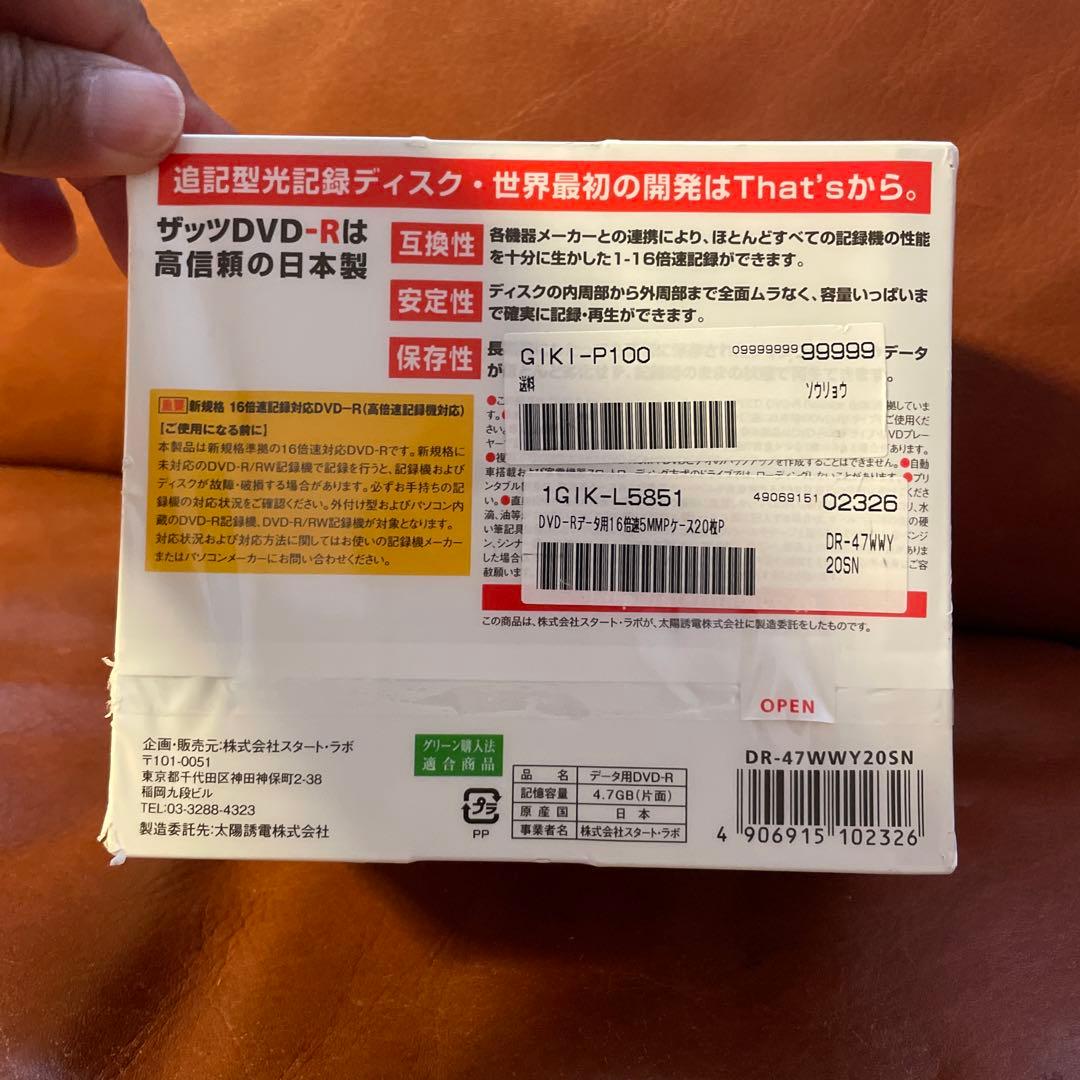 追記型光記録ディスク・世界最初の開発はThat'sから。
ザッツDVD-Rは
高信頼の日本製
互換性
各機器メーカーとの連携により、ほとんどすべての記録機の性能
を十分に生かした1-16倍速記録ができます。
安定性
ディスクの内周部から外周部まで全面ムラなく、容量いっぱいま
で確実に記録・再生ができます。
保存性
長
データ
が
GIKI-P100
09999999 99999
送料
ソウリョウ
1GIK-L5851
49069151 02326
DVD-Rデータ用16倍速5MMPケース20枚P
DR-47WWY
20SN
重要 新規格 16倍速記録対応DVD-R(高倍速記録機対応)
【ご使用になる前に】
本製品は新規格準拠の16倍速対応DVD-Rです。新規格に
未対応のDVD-R/RW記録機で記録を行うと、記録機および
ディスクが故障・破損する場合があります。必ずお手持ちの記
録機の対応状況をご確認ください。外付け型およびパソコン内
蔵のDVD-R記録機、DVD-R/RW記録機が対象となります。
対応状況および対応方法に関してはお使いの記録機メーカー
またはパソコンメーカーにお問い合わせください。
この商品は、株式会社スタート・ラボが、太陽誘電株式会社に製造委託をしたものです。
OPEN
企画・販売元:株式会社スタート・ラボ
〒101-0051
東京都千代田区神田神保町2-38
稲岡九段ビル
TEL:03-3288-4323
製造委託先:太陽誘電株式会社
グリーン購入法
適合商品
プラ
PP
品名 データ用DVD-R
記憶容量 4.7GB(片面)
原産国 日本
事業者名 株式会社スタート・ラボ
DR-47WWY20SN
4 906915 102326